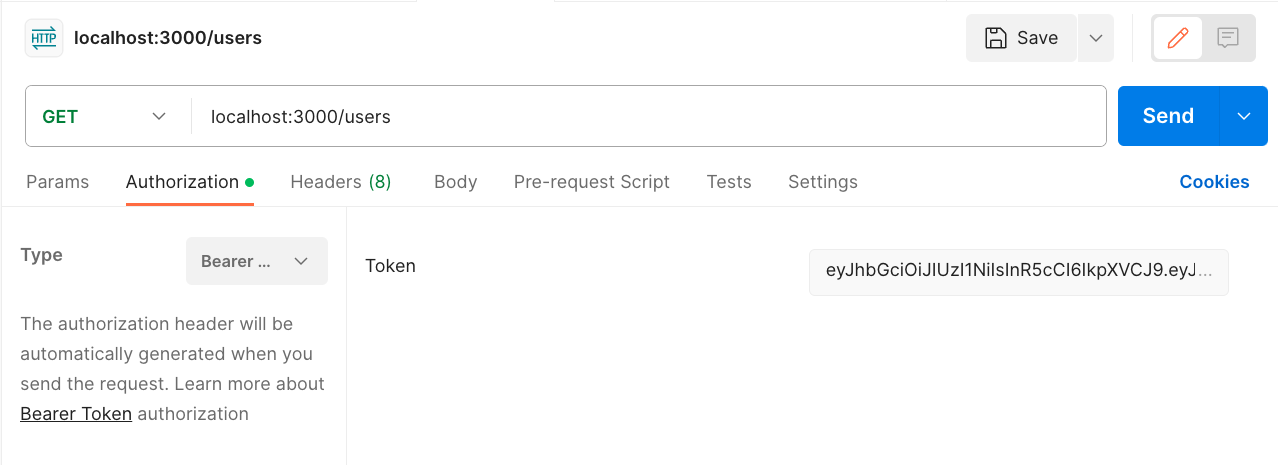 HTTP localhost:3000/users
Save
GET localhost:3000/users
Send
Params Authorization Headers (8) Body Pre-request Script Tests Settings Cookies
Type Bearer ...
Token eyJhbGciOiJIUzI1NiIsInR5cCI6IkpXVCJ9.eyJ...
The authorization header will be
automatically generated when you
send the request. Learn more about
Bearer Token authorization